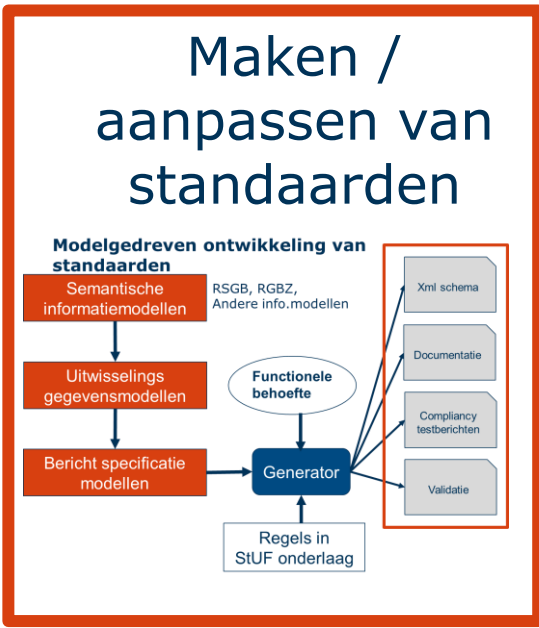 Maken /
aanpassen van
standaarden
Modelgedreven ontwikkeling van
standaarden
Semantische
informatiemodellen
RSGB, RGBZ,
Andere info.modellen
Uitwisselings
gegevensmodellen
Bericht specificatie
modellen
Functionele
behoefte
Generator
Regels in
StUF onderlaag
Xml schema
Documentatie
Compliancy
testberichten
Validatie